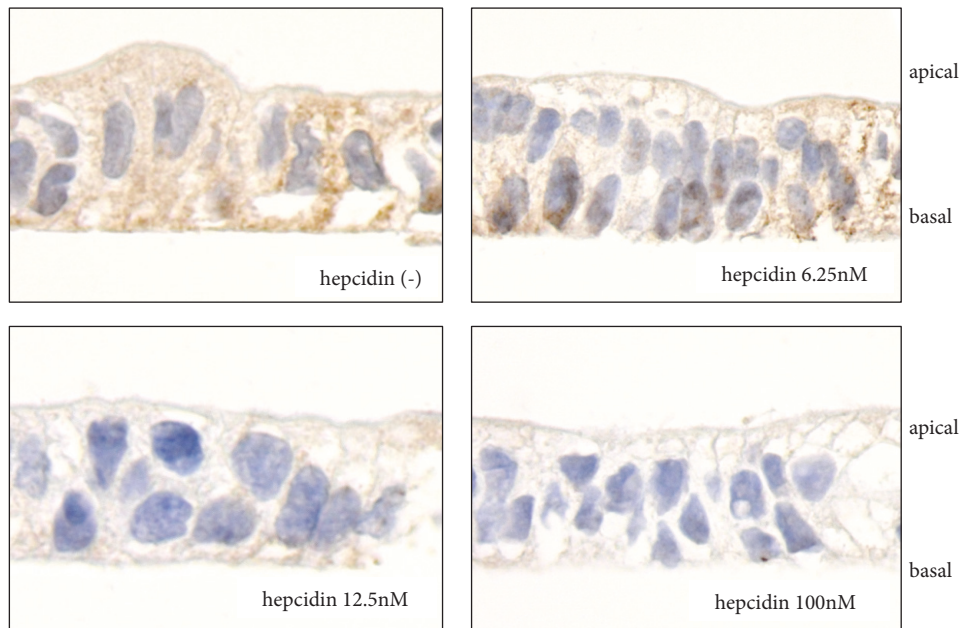 apical
basal
hepcidin (-)
hepcidin 6.25nM
apical
basal
hepcidin 12.5nM
hepcidin 100nM